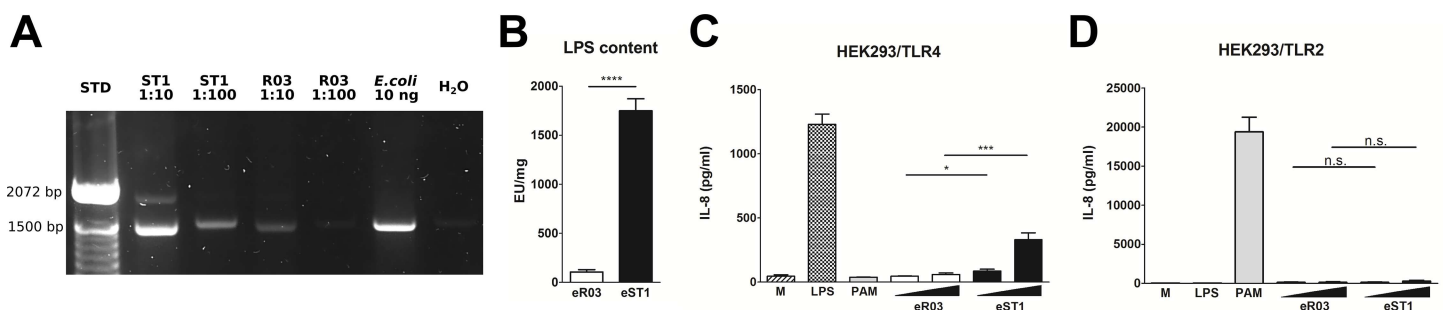 A
STD
ST1 1:10
ST1 1:100
R03 1:10
R03 1:100
E.coli 10 ng
H₂O
2072 bp
1500 bp
B
LPS content
EU/mg
2000
1500
1000
500
0
****
eR03
eST1
C
HEK293/TLR4
IL-8 (pg/ml)
1500
1000
500
0
*
***
M
LPS
PAM
eR03
eST1
D
HEK293/TLR2
IL-8 (pg/ml)
25000
20000
15000
10000
5000
0
n.s.
n.s.
M
LPS
PAM
eR03
eST1